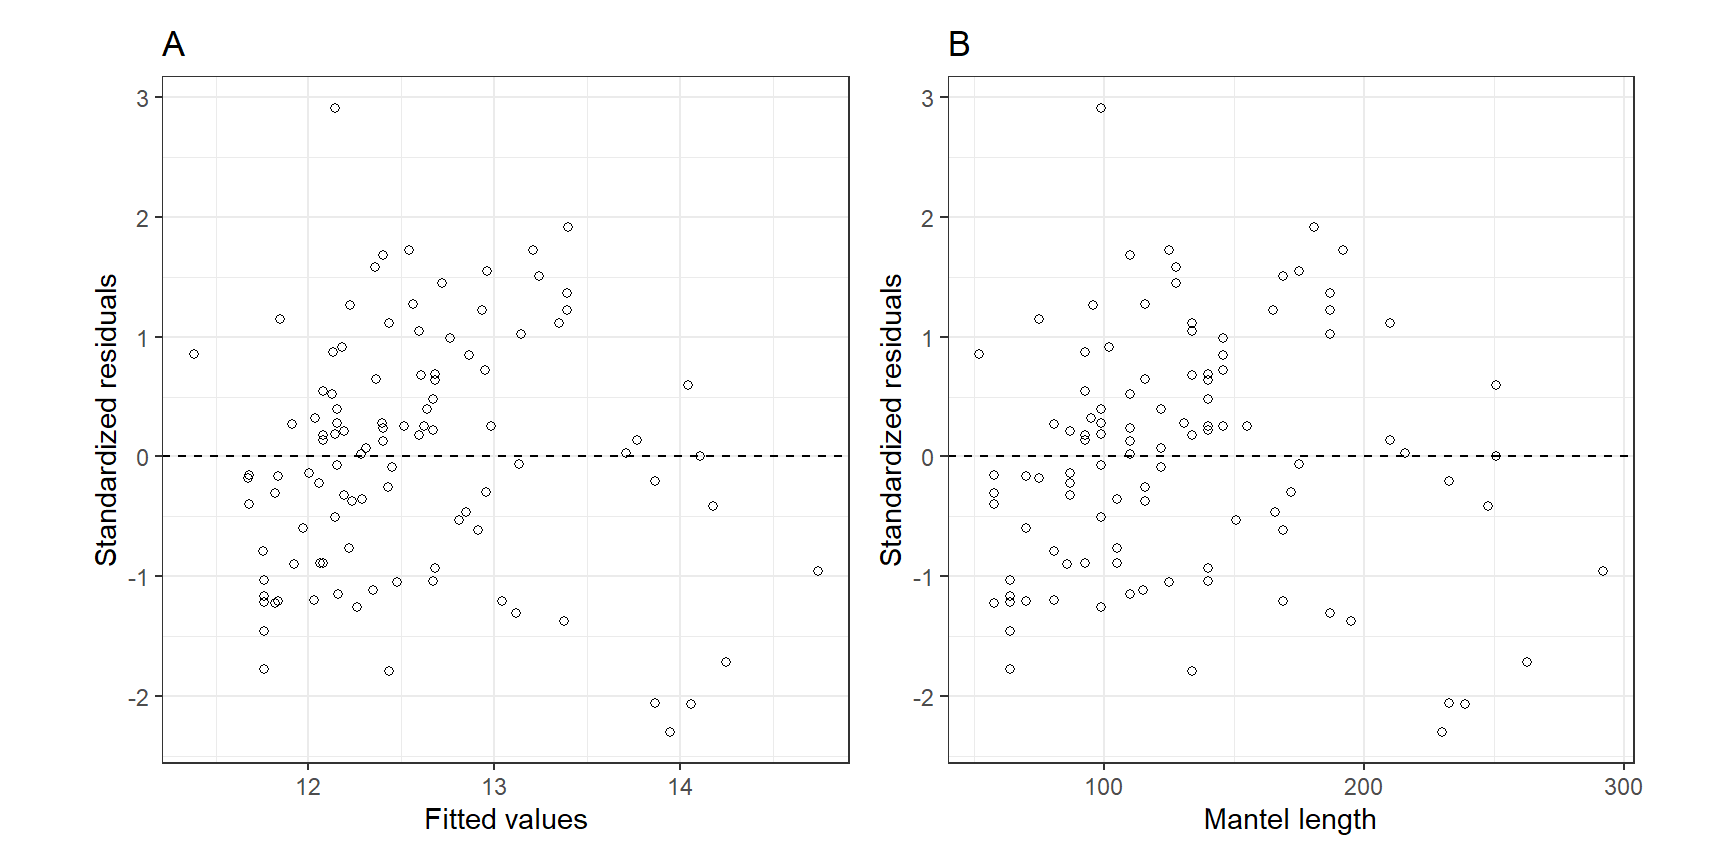 A
3
2
1
0
-1
-2
Standardized residuals
12 13 14
Fitted values
B
3
2
1
0
-1
-2
Standardized residuals
100 200 300
Mantel length